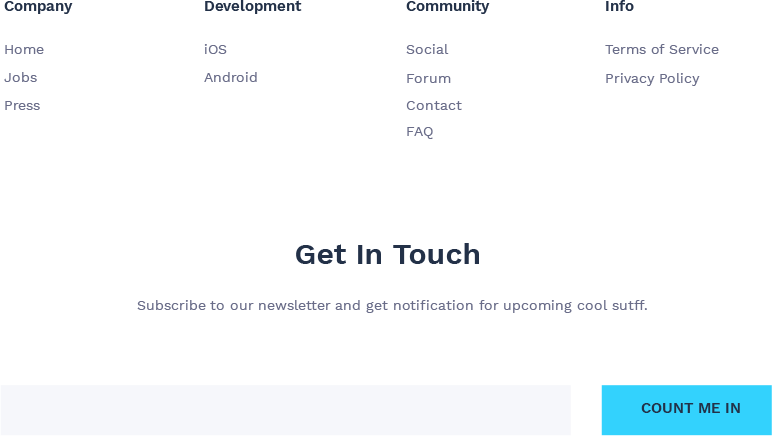 Company
Home
Jobs
Press
Development
iOS
Android
Community
Social
Forum
Contact
FAQ
Info
Terms of Service
Privacy Policy
Get In Touch
Subscribe to our newsletter and get notification for upcoming cool sutff.
COUNT ME IN